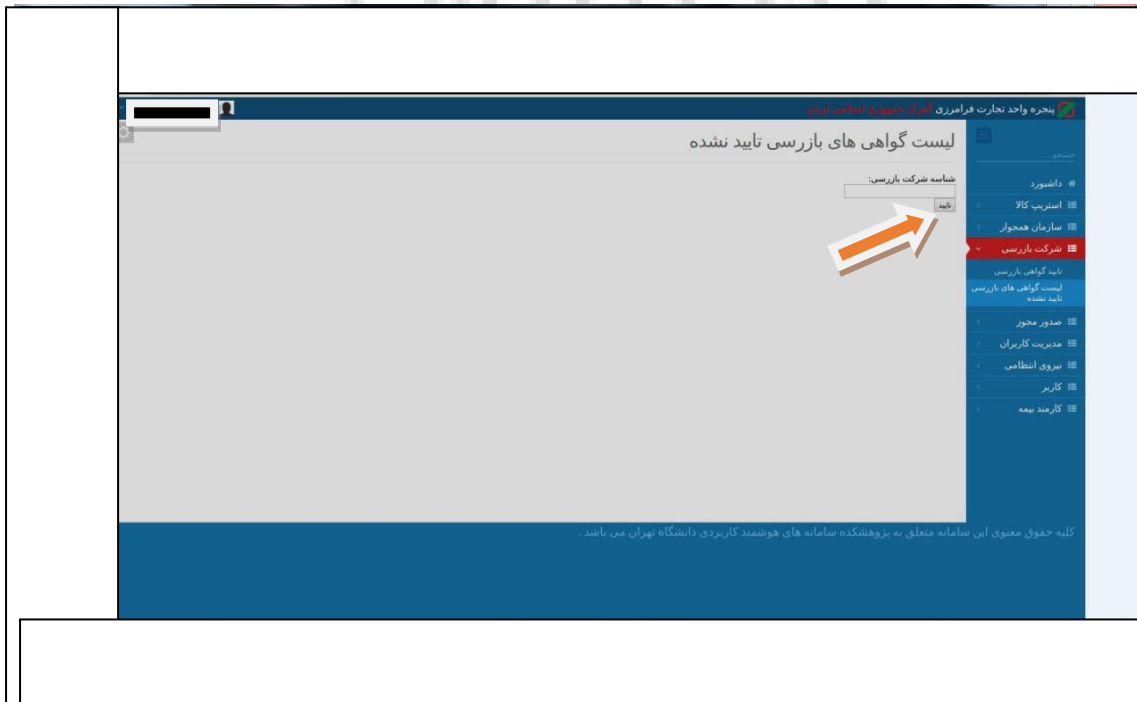 پنجره واحد تجارت فرامرزی گمرک جمهوری اسلامی ایران
لیست گواهی های بازرسی تایید نشده
شناسه شرکت بازرسی:
تایید
جستجو...
داشبورد
استریپ کالا
سازمان همجوار
شرکت بازرسی
تایید گواهی بازرسی
لیست گواهی های بازرسی
تایید نشده
صدور مجوز
مدیریت کاربران
نیروی انتظامی
کاربر
کارمند بیمه
کلیه حقوق معنوی این سامانه متعلق به پژوهشکده سامانه های هوشمند کاربردی دانشگاه تهران می باشد .